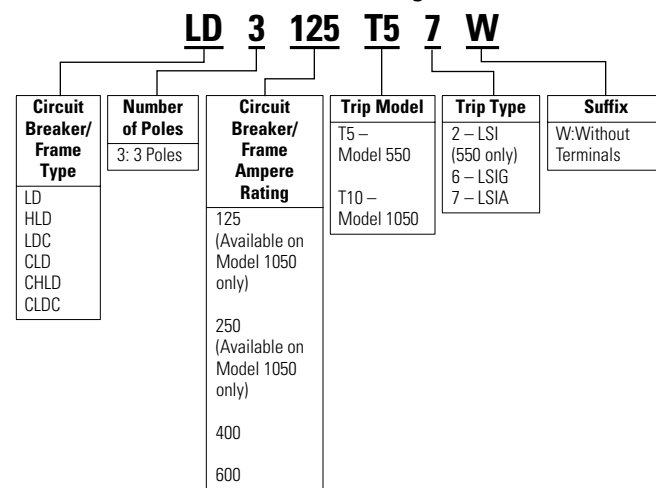 LD 3 125 T5 7 W
Circuit
Breaker/
Frame
Type
LD
HLD
LDC
CLD
CHLD
CLDC
Number
of Poles
3: 3 Poles
Circuit
Breaker/
Frame
Ampere
Rating
125
(Available on
Model 1050
only)
250
(Available on
Model 1050
only)
400
600
Trip Model
T5 –
Model 550
T10 –
Model 1050
Trip Type
2 – LSI
(550 only)
6 – LSIG
7 – LSIA
Suffix
W:Without
Terminals